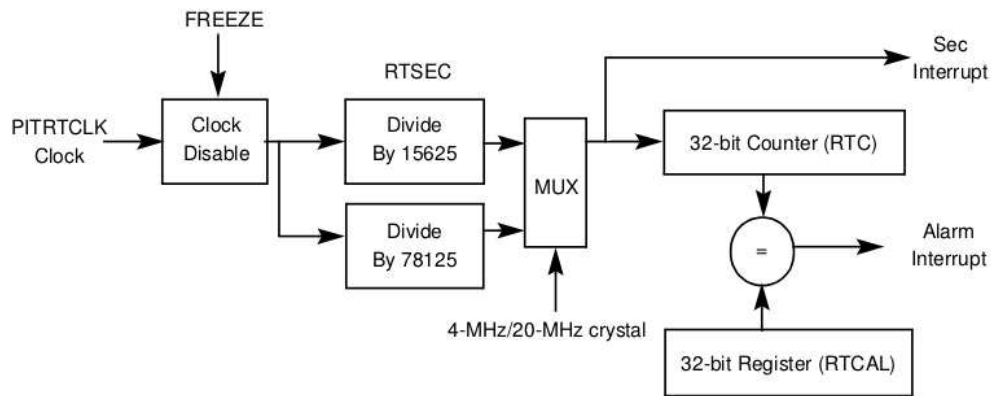 FREEZE
PITRTCLK
Clock
Clock
Disable
RTSEC
Divide
By 15625
Divide
By 78125
MUX
4-MHz/20-MHz crystal
Sec
Interrupt
32-bit Counter (RTC)
=
Alarm
Interrupt
32-bit Register (RTCAL)